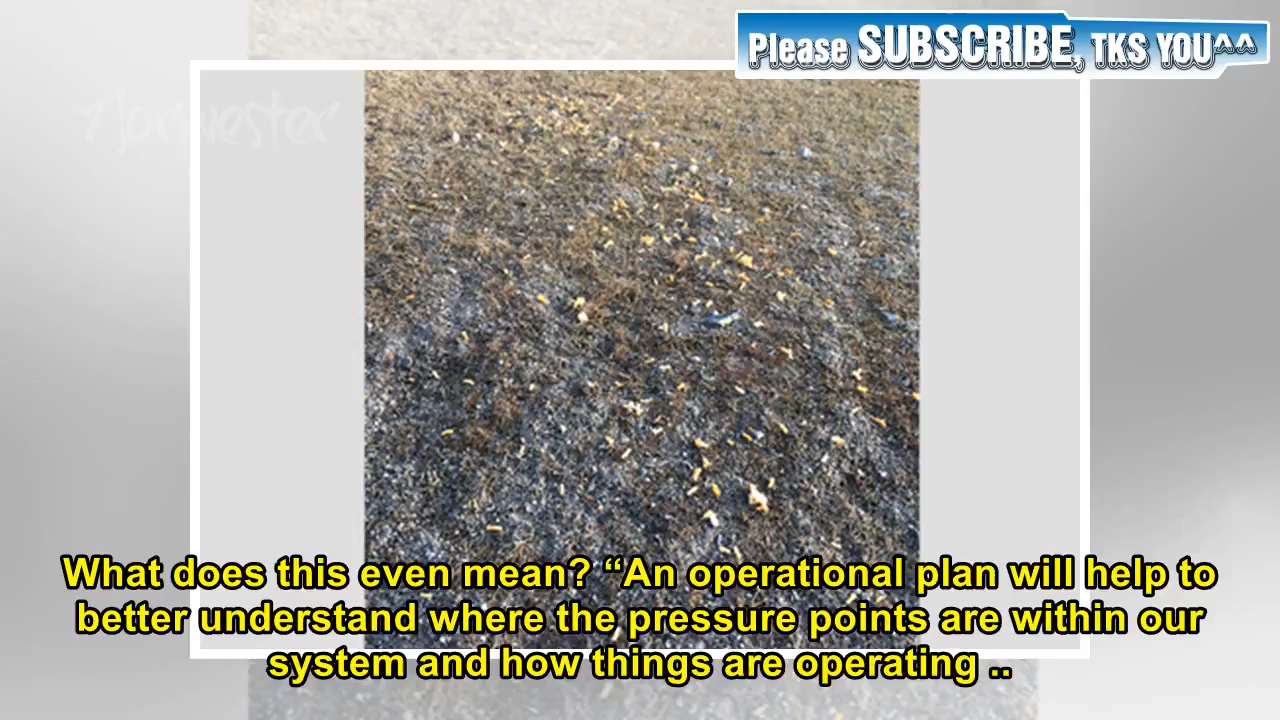 Please SUBSCRIBE, TKS YOU^^
Norwester
What does this even mean? “An operational plan will help to
better understand where the pressure points are within our
system and how things are operating ..